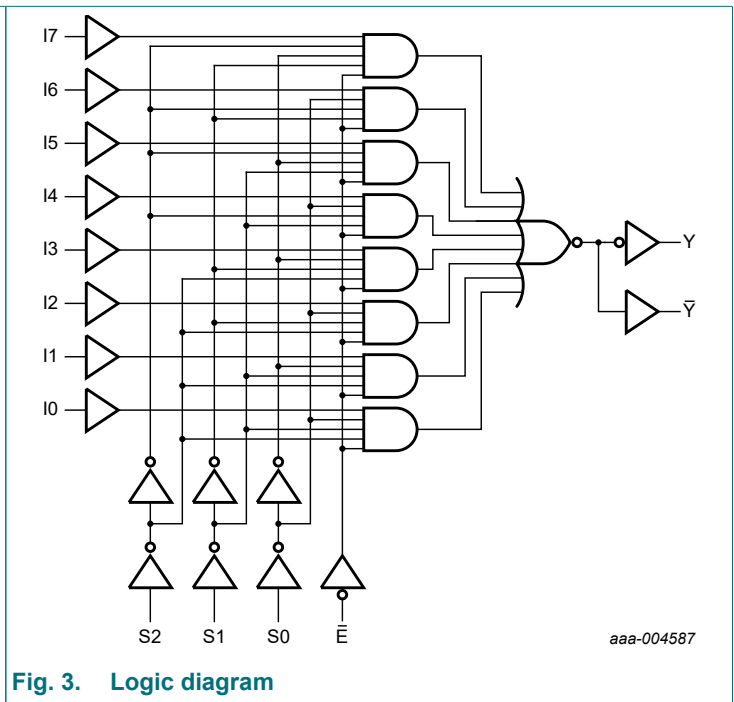 I7
I6
I5
I4
I3
I2
I1
I0
Y
Ȳ
S2 S1 S0 Ē
aaa-004587
Fig. 3. Logic diagram